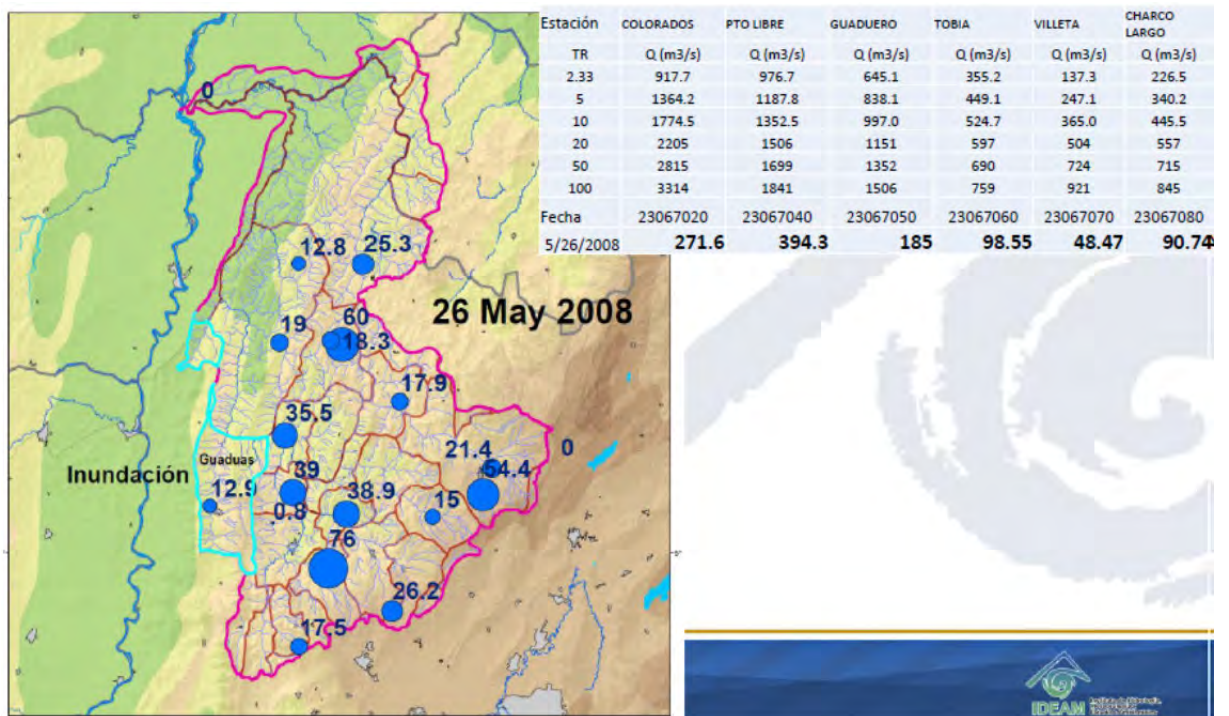 Estación COLORADOS PTO LIBRE GUADUERO TOBIA VILLETA CHARCO LARGO
TR Q (m3/s) Q (m3/s) Q (m3/s) Q (m3/s) Q (m3/s) Q (m3/s)
2.33 917.7 976.7 645.1 355.2 137.3 226.5
5 1364.2 1187.8 838.1 449.1 247.1 340.2
10 1774.5 1352.5 997.0 524.7 365.0 445.5
20 2205 1506 1151 597 504 557
50 2815 1699 1352 690 724 715
100 3314 1841 1506 759 921 845
Fecha 23067020 23067040 23067050 23067060 23067070 23067080
5/26/2008 271.6 394.3 185 98.55 48.47 90.74
0
12.8 25.3
26 May 2008
60
19 18.3
17.9
35.5
21.4 0
Guaduas
Inundación
39 54.4
12.9 38.9 15
0.8
76
26.2
17.5
5°
IDEAM